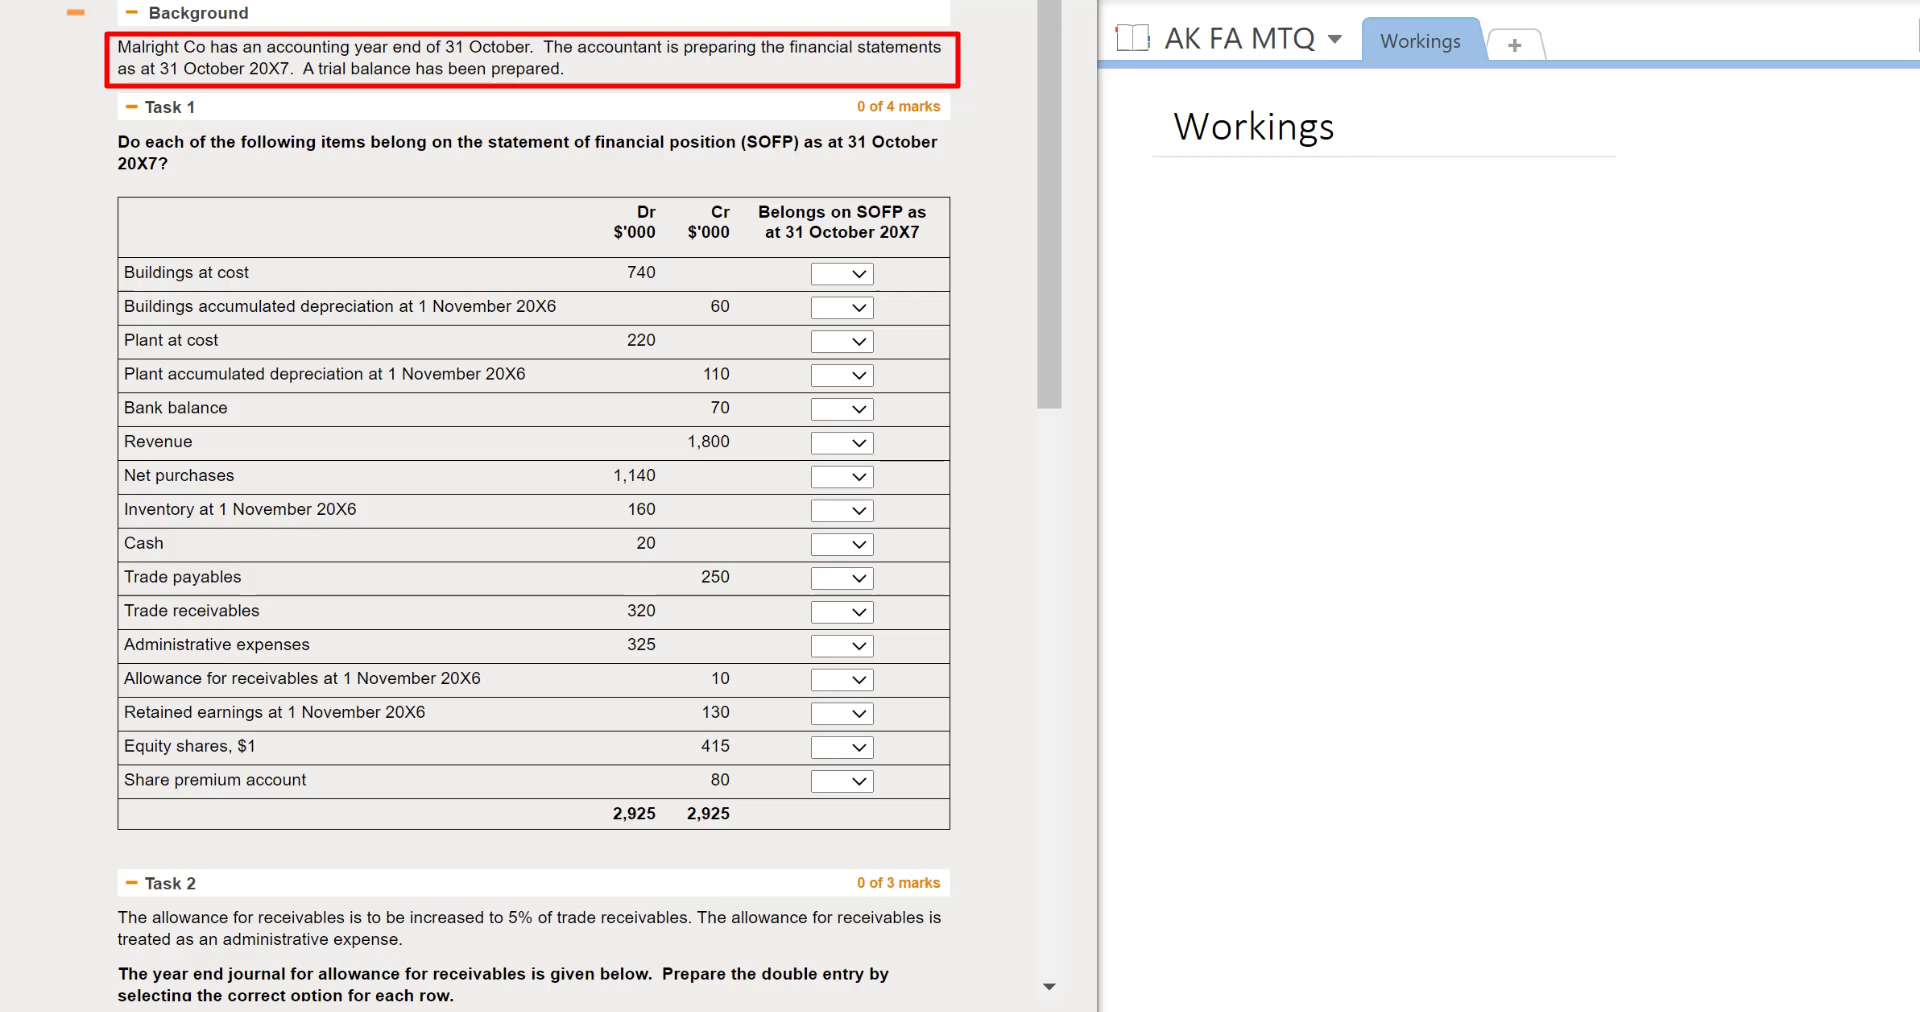 Background
Malright Co has an accounting year end of 31 October. The accountant is preparing the financial statements
as at 31 October 20X7. A trial balance has been prepared.
Task 1 0 of 4 marks
Do each of the following items belong on the statement of financial position (SOFP) as at 31 October
20X7?
Dr Cr Belongs on SOFP as
$'000 $'000 at 31 October 20X7
Buildings at cost 740
Buildings accumulated depreciation at 1 November 20X6 60
Plant at cost 220
Plant accumulated depreciation at 1 November 20X6 110
Bank balance 70
Revenue 1,800
Net purchases 1,140
Inventory at 1 November 20X6 160
Cash 20
Trade payables 250
Trade receivables 320
Administrative expenses 325
Allowance for receivables at 1 November 20X6 10
Retained earnings at 1 November 20X6 130
Equity shares, $1 415
Share premium account 80
2,925 2,925
Task 2 0 of 3 marks
The allowance for receivables is to be increased to 5% of trade receivables. The allowance for receivables is
treated as an administrative expense.
The year end journal for allowance for receivables is given below. Prepare the double entry by
selecting the correct option for each row.
AK FA MTQ Workings +
Workings